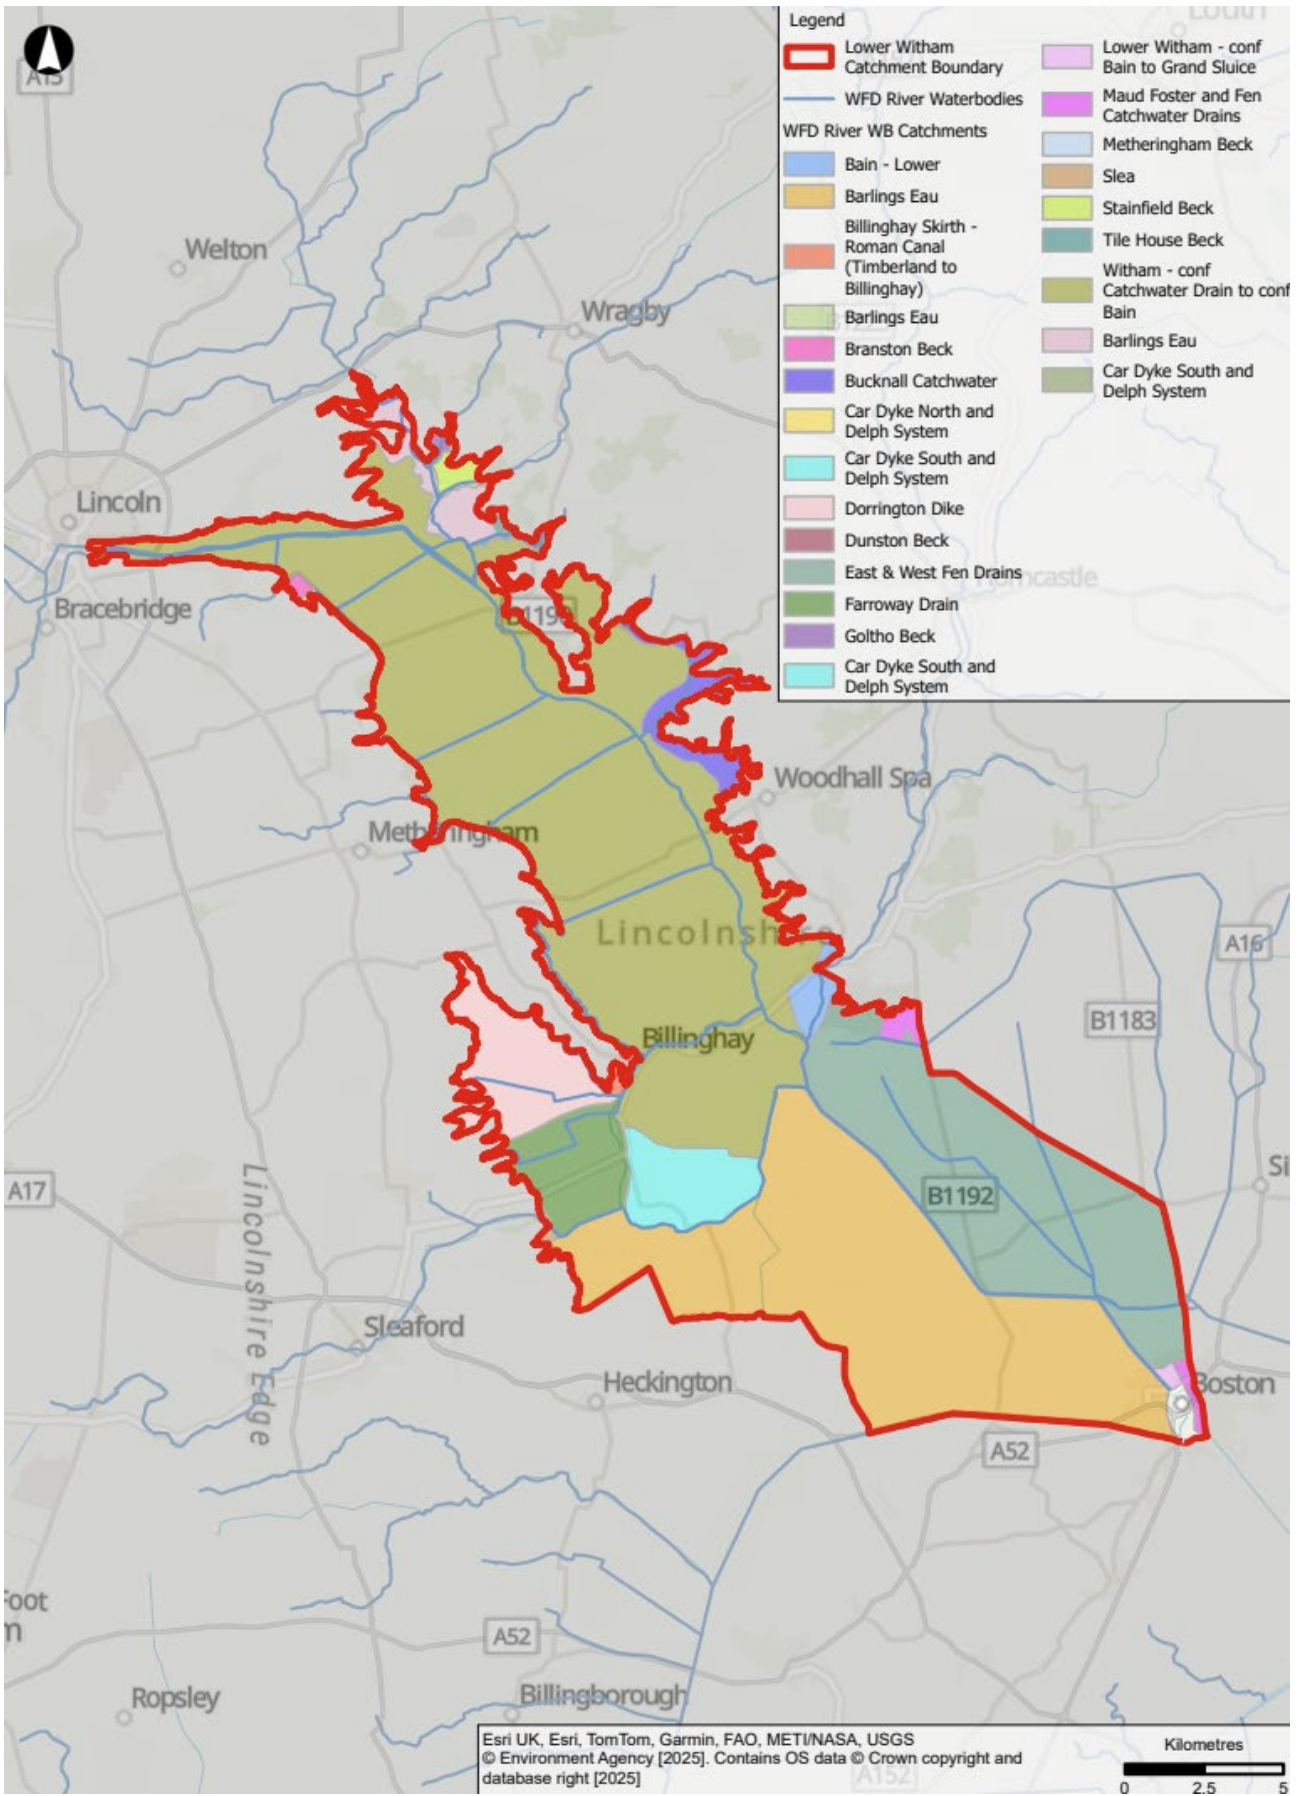 Legend
Lower Witham
Catchment Boundary
WFD River Waterbodies
WFD River WB Catchments
Bain - Lower
Barlings Eau
Billinghay Skirth -
Roman Canal
(Timberland to
Billinghay)
Barlings Eau
Branston Beck
Bucknall Catchwater
Car Dyke North and
Delph System
Car Dyke South and
Delph System
Dorrington Dike
Dunston Beck
East & West Fen Drains
Farroway Drain
Goltho Beck
Car Dyke South and
Delph System
Lower Witham - conf
Bain to Grand Sluice
Maud Foster and Fen
Catchwater Drains
Metheringham Beck
Slea
Stainfield Beck
Tile House Beck
Witham - conf
Catchwater Drain to conf
Bain
Barlings Eau
Car Dyke South and
Delph System
A15
Welton
Wragby
Lincoln
Bracebridge
B1190
Woodhall Spa
Metheringham
Lincolnshire
A16
B1183
Billinghay
A17
B1192
Lincolnshire Edge
Sleaford
Heckington
Boston
A52
A52
Ropsley
Billingborough
A152
Esri UK, Esri, TomTom, Garmin, FAO, METI/NASA, USGS
© Environment Agency [2025]. Contains OS data © Crown copyright and
database right [2025]
Kilometres
0 2.5 5